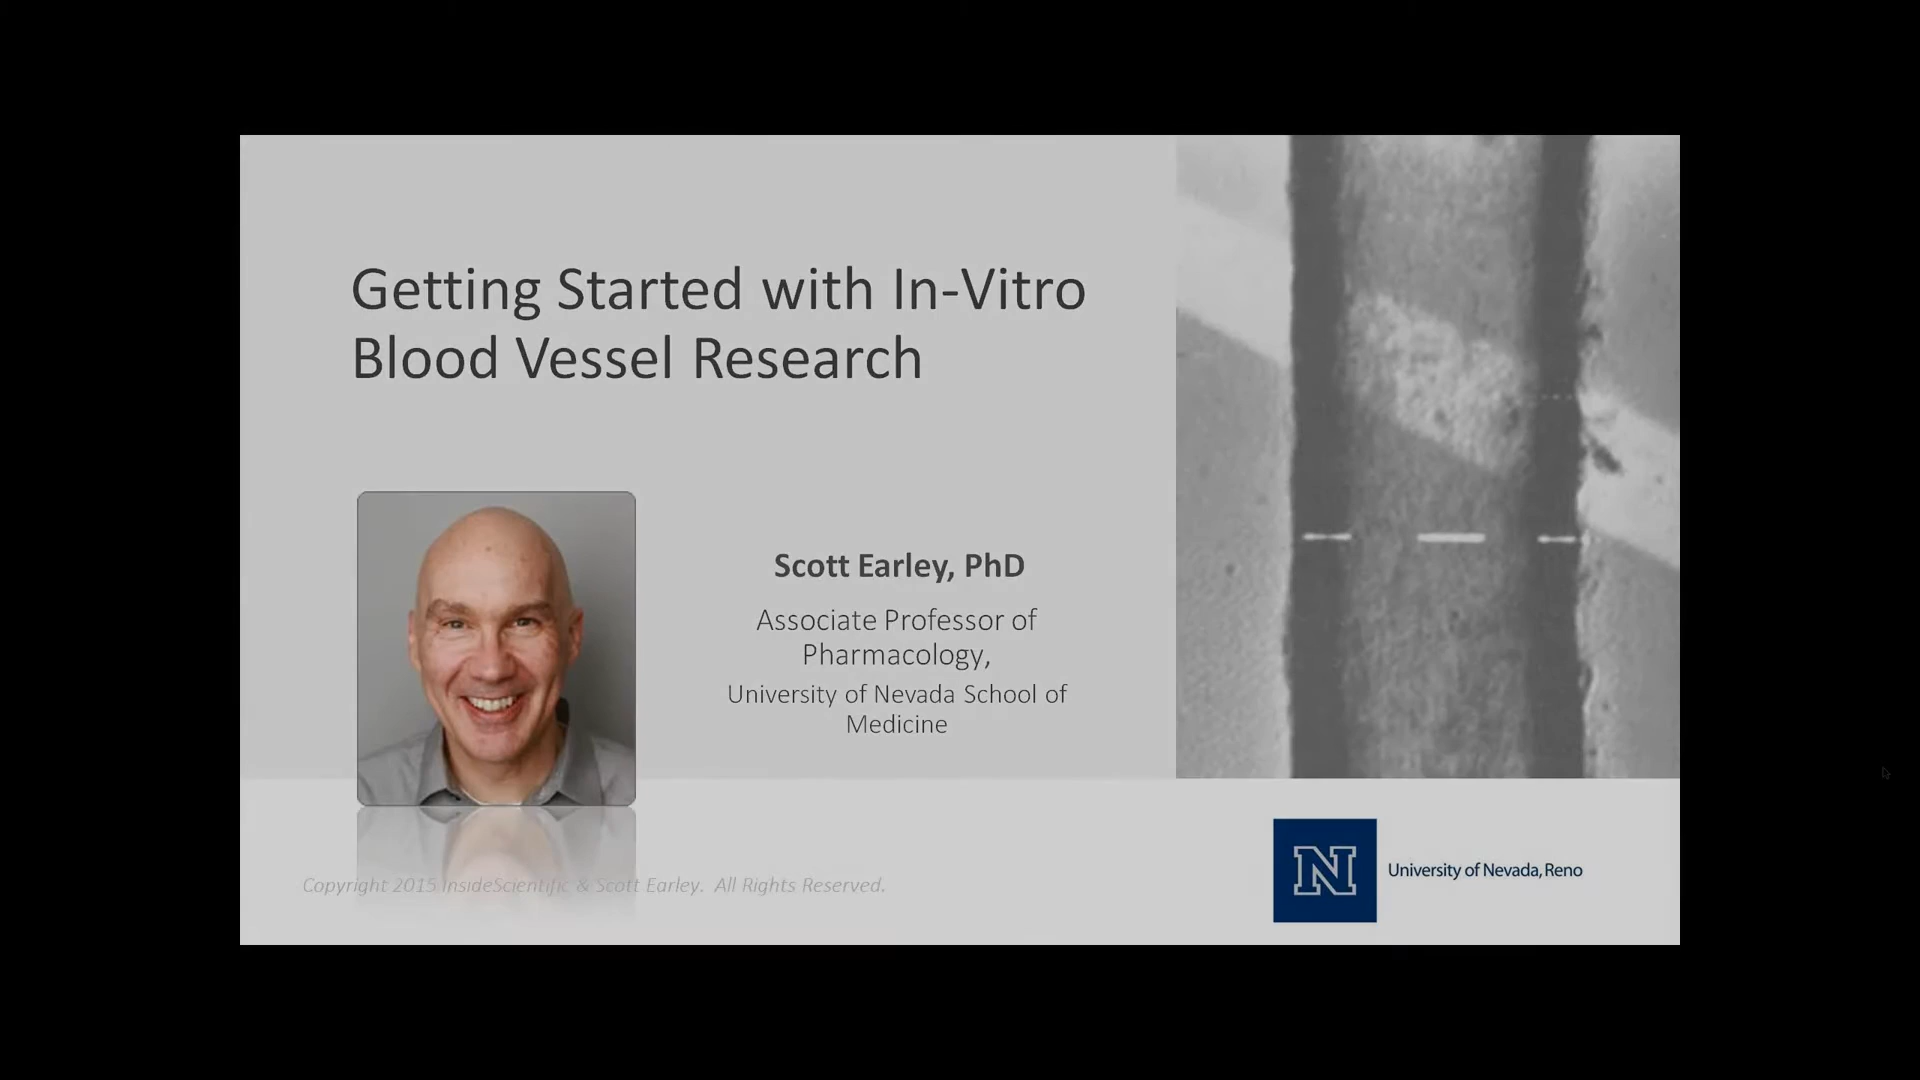 Getting Started with In-Vitro
Blood Vessel Research
Scott Earley, PhD
Associate Professor of
Pharmacology,
University of Nevada School of
Medicine
Copyright 2015 InsideScientific & Scott Earley. All Rights Reserved.
N
University of Nevada, Reno